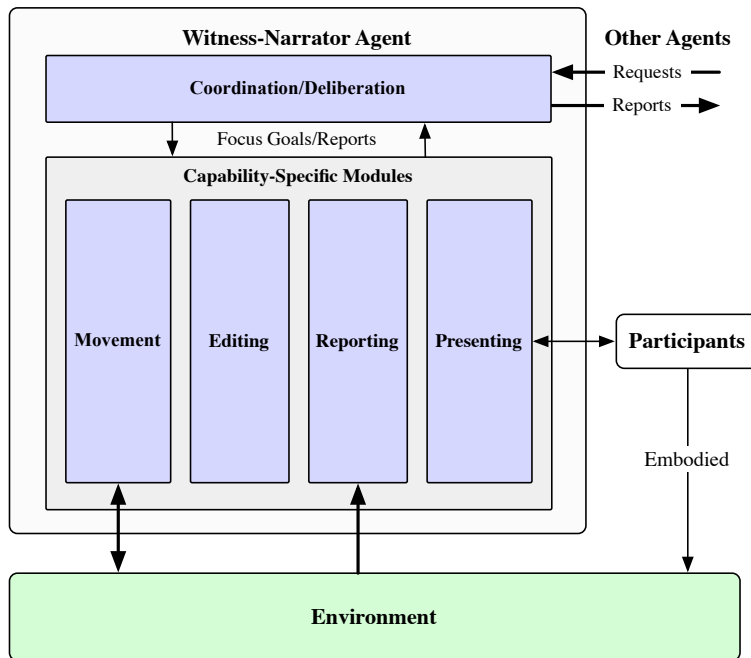 Witness-Narrator Agent
Other Agents
Coordination/Deliberation
Requests
Reports
Focus Goals/Reports
Capability-Specific Modules
Movement
Editing
Reporting
Presenting
Participants
Embodied
Environment